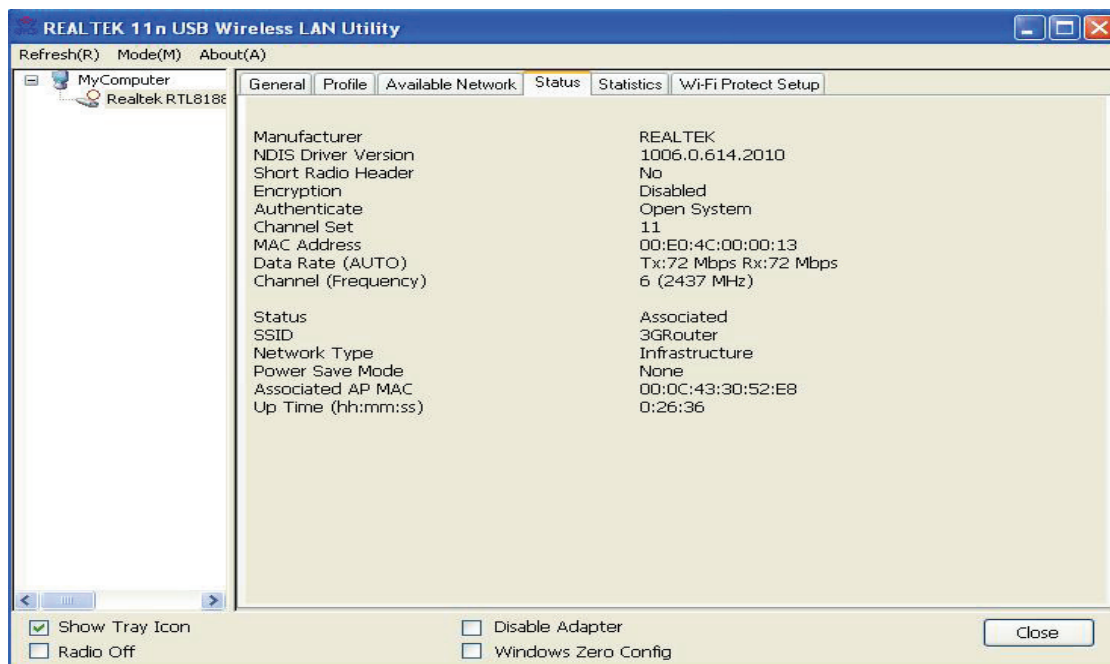 REALTEK 11n USB Wireless LAN Utility
Refresh(R) Mode(M) About(A)
MyComputer
Realtek RTL8188
General Profile Available Network Status Statistics Wi-Fi Protect Setup
Manufacturer REALTEK
NDIS Driver Version 1006.0.614.2010
Short Radio Header No
Encryption Disabled
Authenticate Open System
Channel Set 11
MAC Address 00:E0:4C:00:00:13
Data Rate (AUTO) Tx:72 Mbps Rx:72 Mbps
Channel (Frequency) 6 (2437 MHz)
Status Associated
SSID 3GRouter
Network Type Infrastructure
Power Save Mode None
Associated AP MAC 00:0C:43:30:52:E8
Up Time (hh:mm:ss) 0:26:36
Show Tray Icon Disable Adapter
Radio Off Windows Zero Config
Close